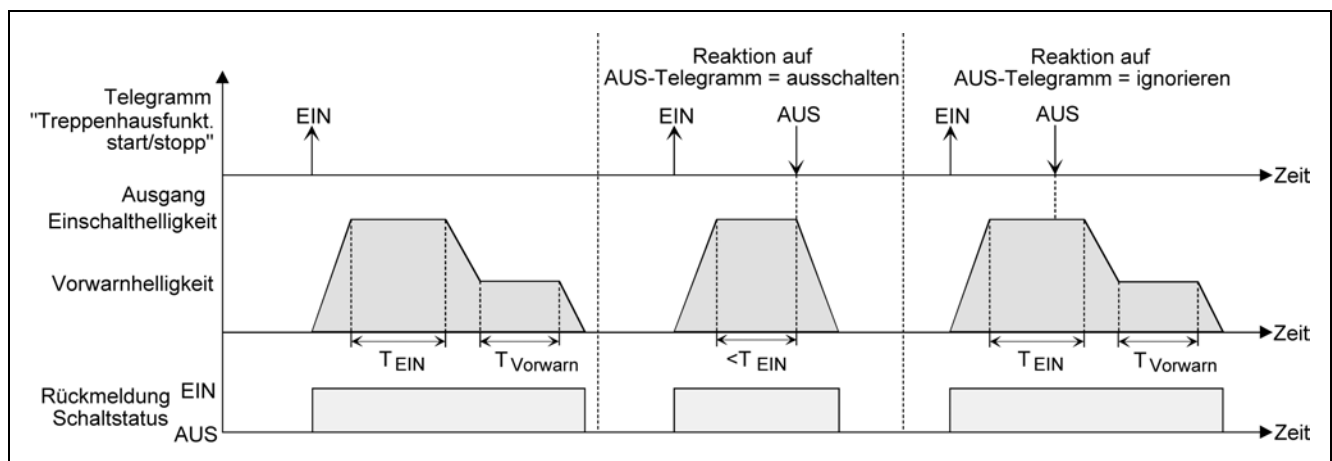 Reaktion auf
AUS-Telegramm = ausschalten
Reaktion auf
AUS-Telegramm = ignorieren
Telegramm
"Treppenhausfunkt.
start/stopp"
EIN
EIN
AUS
EIN
AUS
Zeit
Ausgang
Einschalthelligkeit
Vorwarnhelligkeit
Zeit
T EIN
T Vorwarn
<T EIN
T EIN
T Vorwarn
Rückmeldung
Schaltstatus
EIN
AUS
Zeit